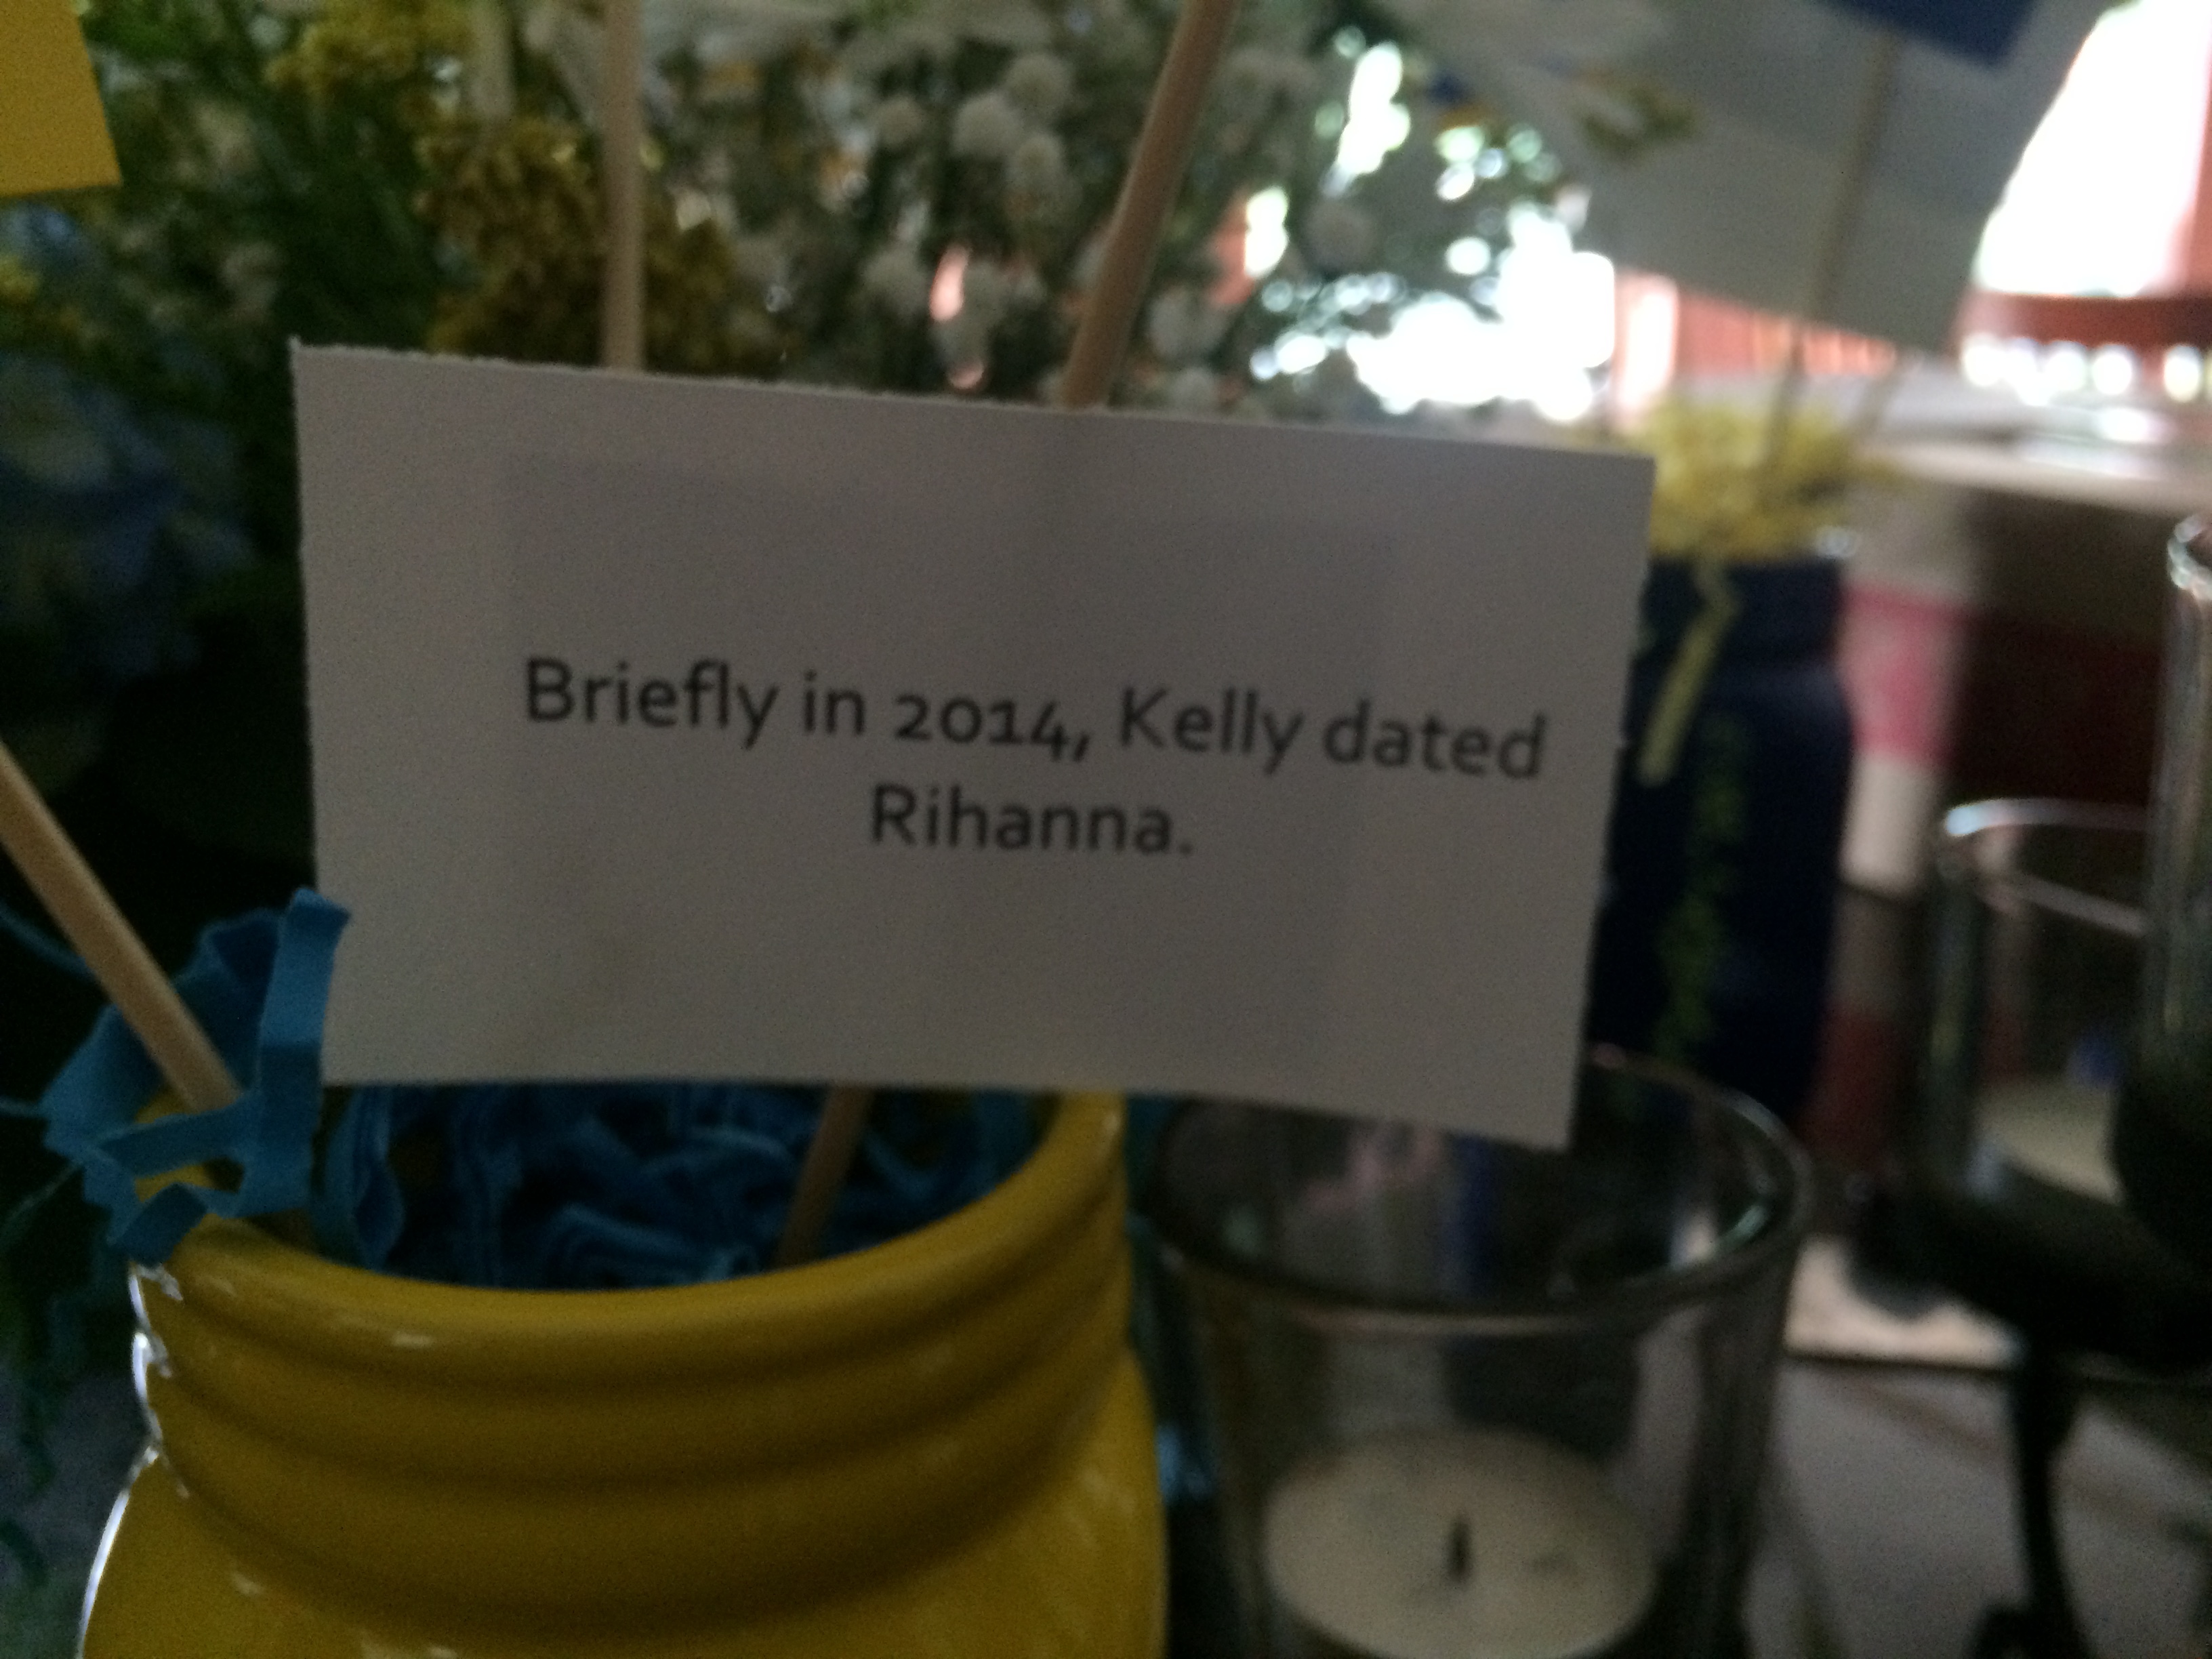 Briefly in 2014, Kelly dated
Rihanna.